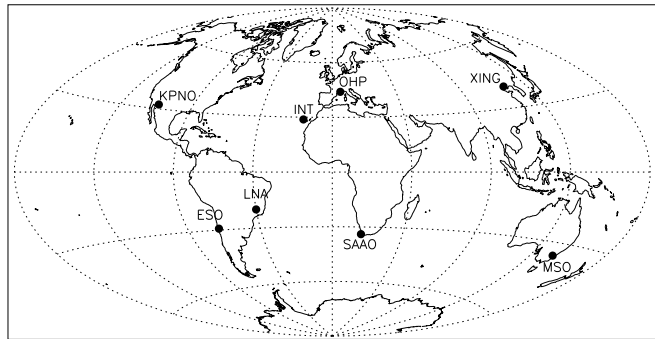 OHP
XING
KPNO
INT
LNA
ESO
SAAO
MSO